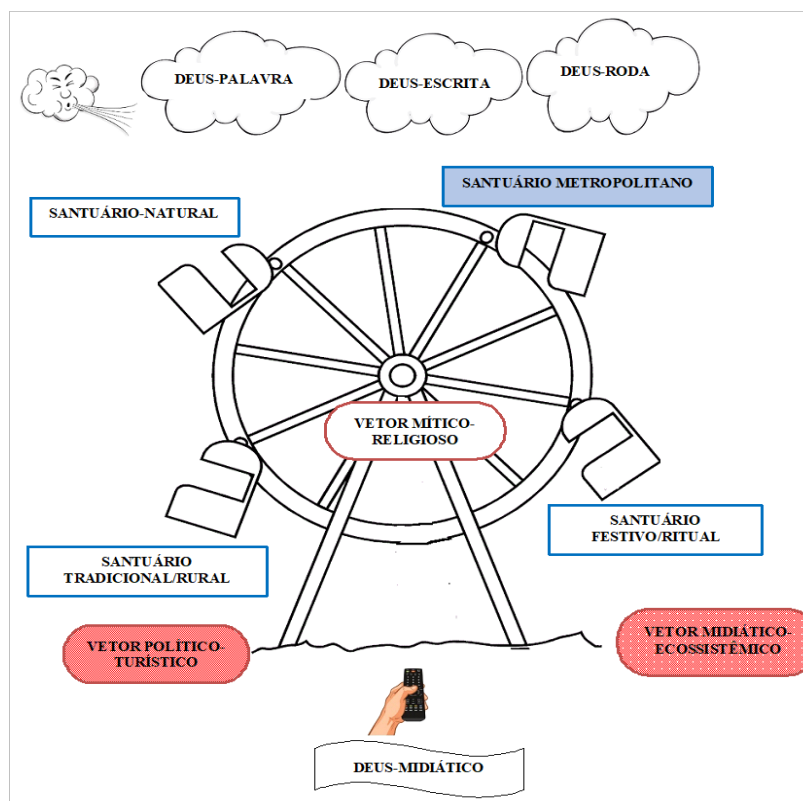 DEUS-PALAVRA
DEUS-ESCRITA
DEUS-RODA
SANTUÁRIO METROPOLITANO
SANTUÁRIO-NATURAL
VETOR MÍTICO-
RELIGIOSO
SANTUÁRIO
FESTIVO/RITUAL
SANTUÁRIO
TRADICIONAL/RURAL
VETOR POLÍTICO-
TURÍSTICO
VETOR MIDIÁTICO-
ECOSSISTÊMICO
DEUS-MIDIÁTICO